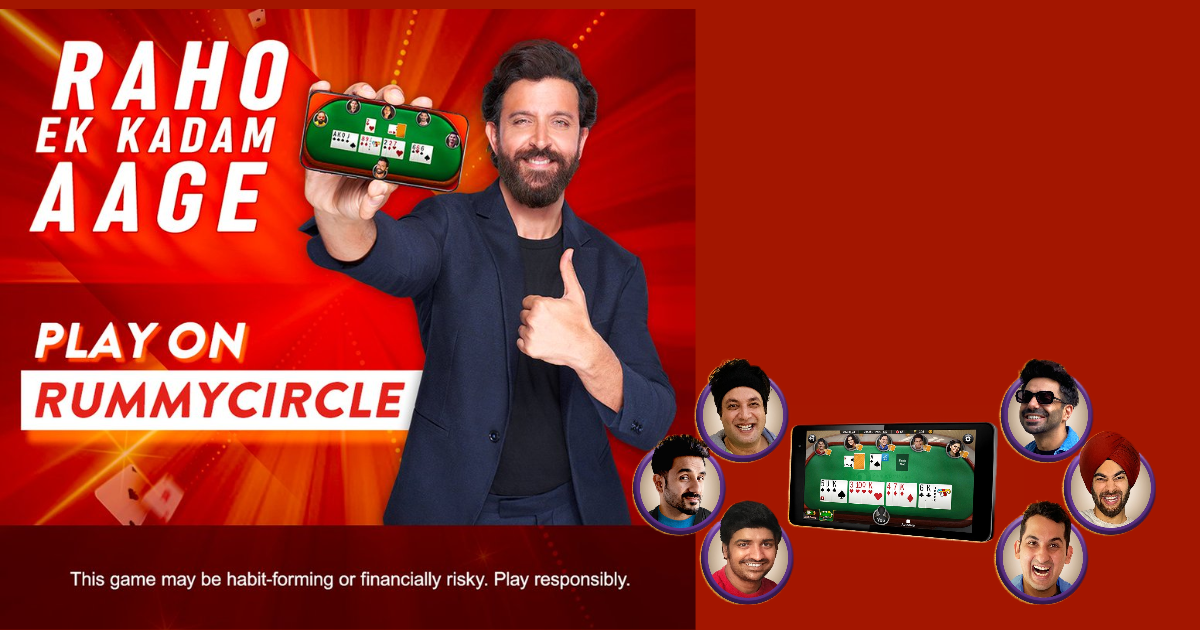 RAHO
EK KADAM
AAGE
PLAY ON
RUMMYCIRCLE
This game may be habit-forming or financially risky. Play responsibly.